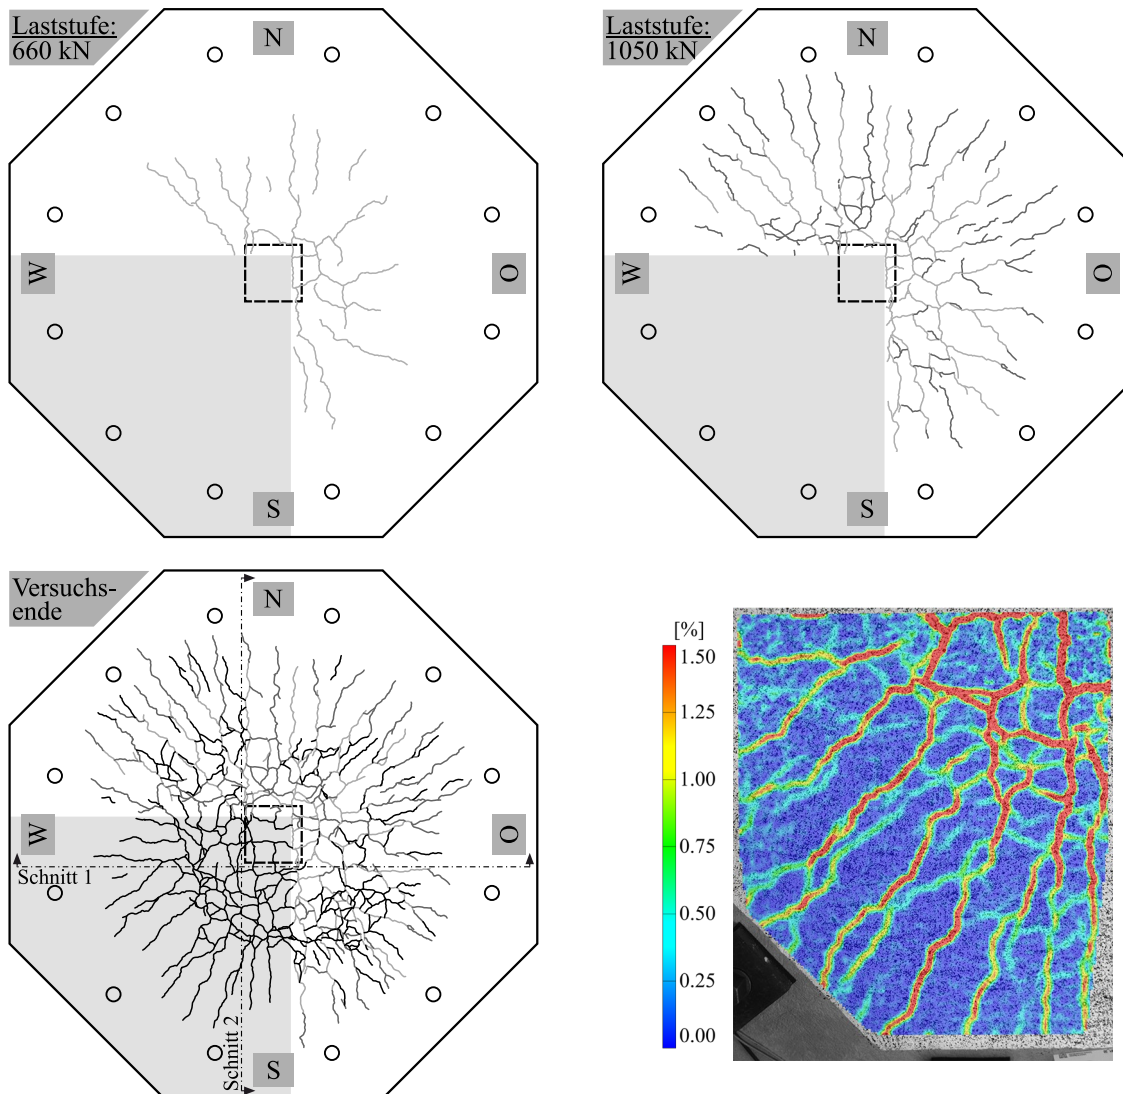 Laststufe:
660 kN
N
W
O
S
Laststufe:
1050 kN
N
W
O
S
Versuchs-
ende
N
W
O
Schnitt 1
Schnitt 2
S
[%]
1.50
1.25
1.00
0.75
0.50
0.25
0.00